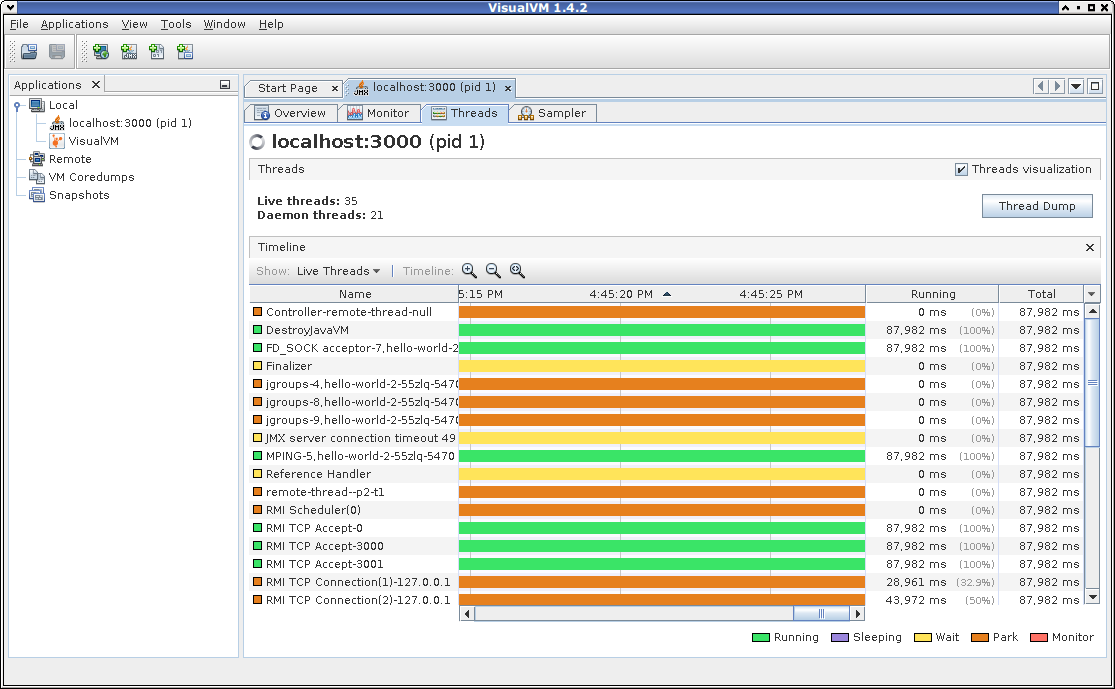 VisualVM 1.4.2
File Applications View Tools Window Help
Applications
Local
localhost:3000 (pid 1)
VisualVM
Remote
VM Coredumps
Snapshots
Start Page localhost:3000 (pid 1)
Overview Monitor Threads Sampler
localhost:3000 (pid 1)
Threads Threads visualization
Live threads: 35
Daemon threads: 21
Thread Dump
Timeline
Show: Live Threads Timeline:
Name 5:15 PM 4:45:20 PM 4:45:25 PM Running Total
Controller-remote-thread-null 0 ms (0%) 87,982 ms
DestroyJavaVM 87,982 ms (100%) 87,982 ms
FD_SOCK acceptor-7,hello-world-2 87,982 ms (100%) 87,982 ms
Finalizer 0 ms (0%) 87,982 ms
jgroups-4,hello-world-2-55zlq-5470 0 ms (0%) 87,982 ms
jgroups-8,hello-world-2-55zlq-5470 0 ms (0%) 87,982 ms
jgroups-9,hello-world-2-55zlq-5470 0 ms (0%) 87,982 ms
JMX server connection timeout 49 0 ms (0%) 87,982 ms
MPING-5,hello-world-2-55zlq-5470 87,982 ms (100%) 87,982 ms
Reference Handler 0 ms (0%) 87,982 ms
remote-thread--p2-t1 0 ms (0%) 87,982 ms
RMI Scheduler(0) 0 ms (0%) 87,982 ms
RMI TCP Accept-0 87,982 ms (100%) 87,982 ms
RMI TCP Accept-3000 87,982 ms (100%) 87,982 ms
RMI TCP Accept-3001 87,982 ms (100%) 87,982 ms
RMI TCP Connection(1)-127.0.0.1 28,961 ms (32.9%) 87,982 ms
RMI TCP Connection(2)-127.0.0.1 43,972 ms (50%) 87,982 ms
Running Sleeping Wait Park Monitor